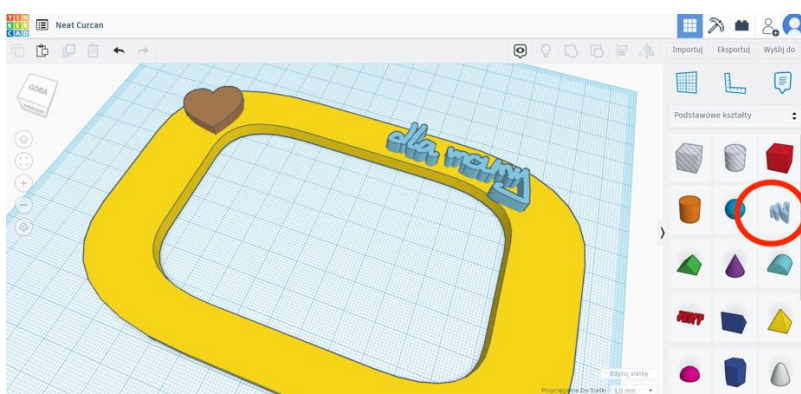 TIN
KER
CAD
Neat Curcan
Importuj
Eksportuj
Wyślij do
GÓRA
Podstawowe kształty
dla mamy
TEXT
Edytuj siatkę
Przyciąganie Do Siatki 1,0 mm